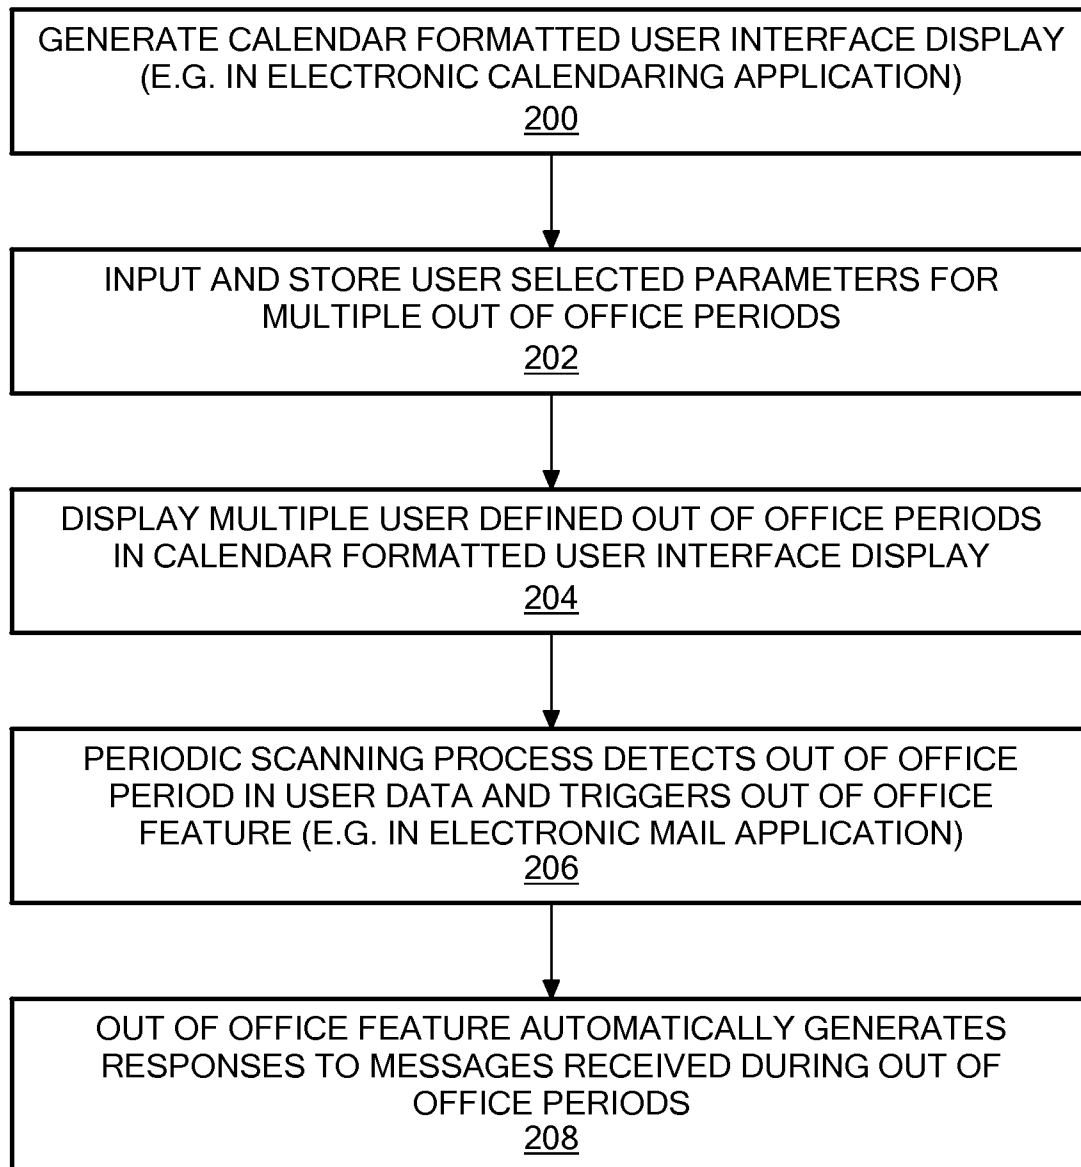 GENERATE CALENDAR FORMATTED USER INTERFACE DISPLAY
(E.G. IN ELECTRONIC CALENDARING APPLICATION)
200
INPUT AND STORE USER SELECTED PARAMETERS FOR
MULTIPLE OUT OF OFFICE PERIODS
202
DISPLAY MULTIPLE USER DEFINED OUT OF OFFICE PERIODS
IN CALENDAR FORMATTED USER INTERFACE DISPLAY
204
PERIODIC SCANNING PROCESS DETECTS OUT OF OFFICE
PERIOD IN USER DATA AND TRIGGERS OUT OF OFFICE
FEATURE (E.G. IN ELECTRONIC MAIL APPLICATION)
206
OUT OF OFFICE FEATURE AUTOMATICALLY GENERATES
RESPONSES TO MESSAGES RECEIVED DURING OUT OF
OFFICE PERIODS
208